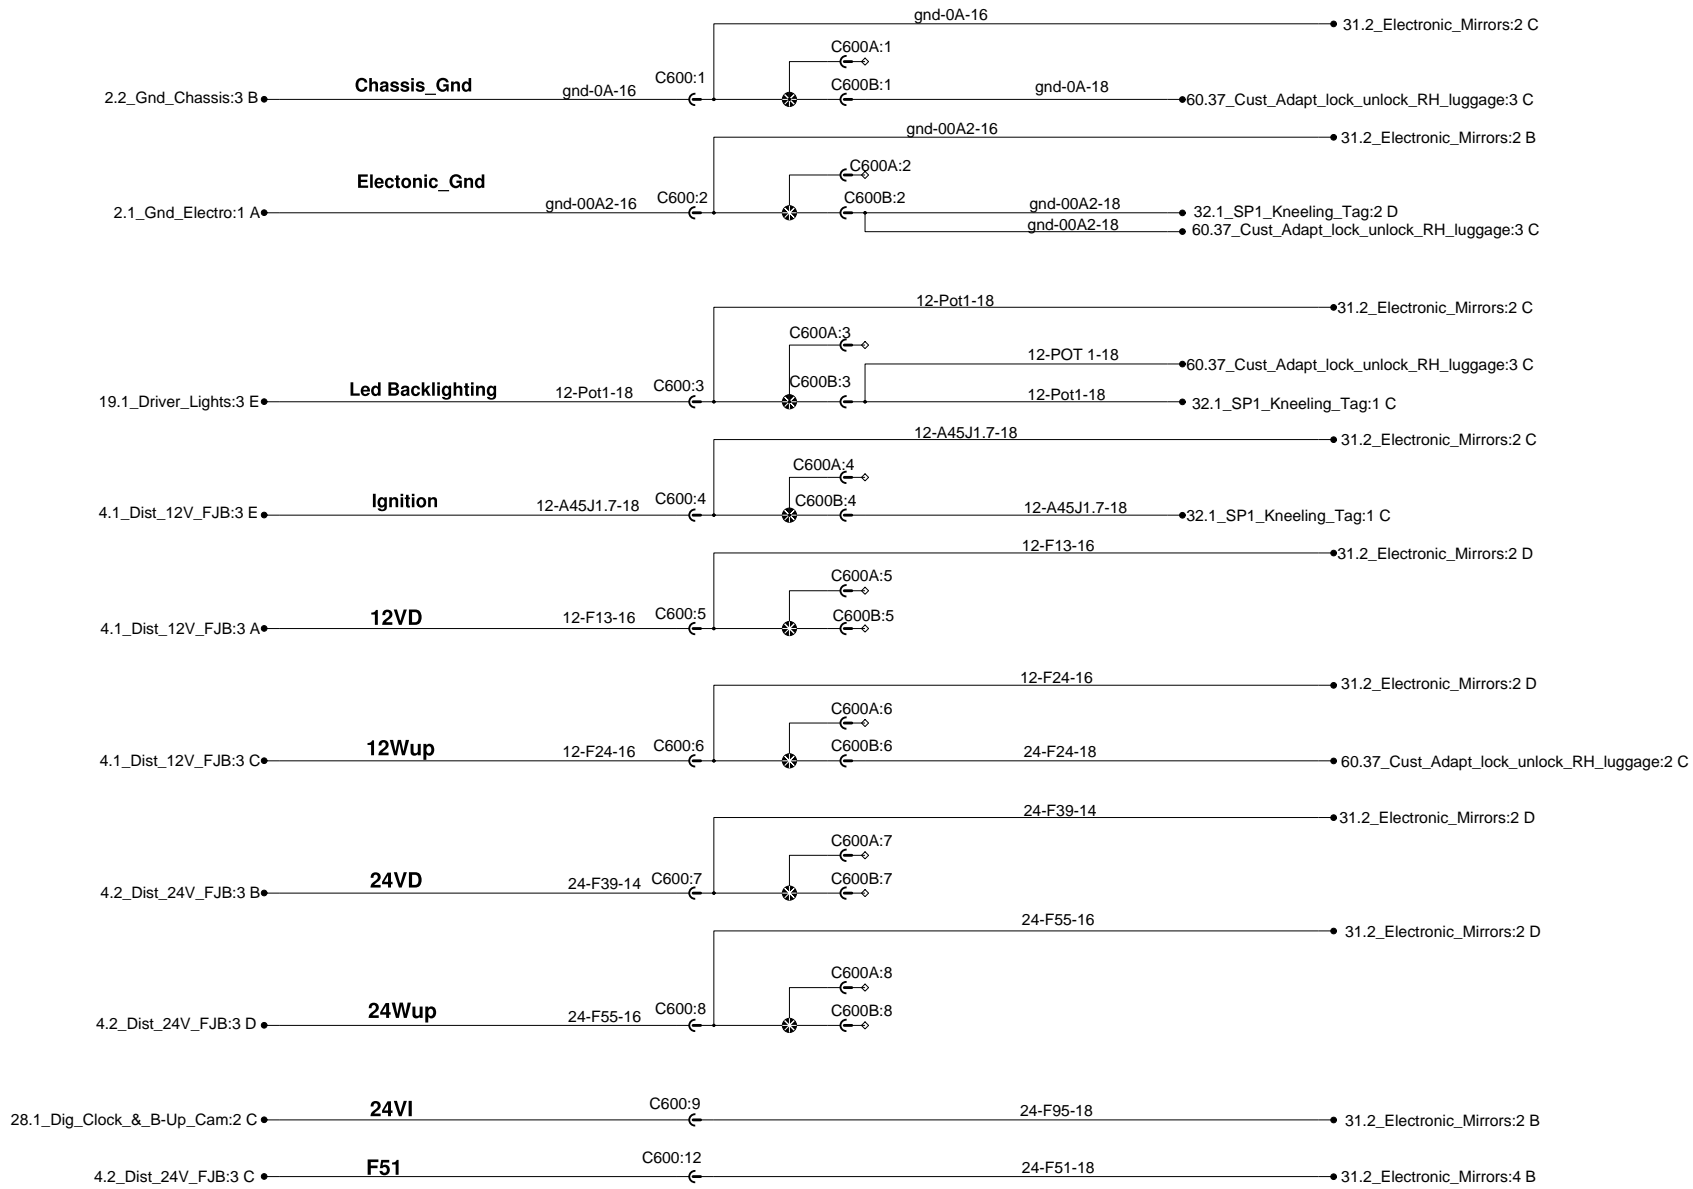 gnd-0A-16
31.2_Electronic_Mirrors:2 C
C600A:1
C600:1
Chassis_Gnd
2.2_Gnd_Chassis:3 B
gnd-0A-16
C600B:1
gnd-0A-18
60.37_Cust_Adapt_lock_unlock_RH_luggage:3 C
gnd-00A2-16
31.2_Electronic_Mirrors:2 B
C600A:2
Electonic_Gnd
2.1_Gnd_Electro:1 A
gnd-00A2-16
C600:2
C600B:2
gnd-00A2-18
32.1_SP1_Kneeling_Tag:2 D
gnd-00A2-18
60.37_Cust_Adapt_lock_unlock_RH_luggage:3 C
12-Pot1-18
31.2_Electronic_Mirrors:2 C
C600A:3
12-POT 1-18
60.37_Cust_Adapt_lock_unlock_RH_luggage:3 C
Led Backlighting
19.1_Driver_Lights:3 E
12-Pot1-18
C600:3
C600B:3
12-Pot1-18
32.1_SP1_Kneeling_Tag:1 C
12-A45J1.7-18
31.2_Electronic_Mirrors:2 C
C600A:4
Ignition
4.1_Dist_12V_FJB:3 E
12-A45J1.7-18
C600:4
C600B:4
12-A45J1.7-18
32.1_SP1_Kneeling_Tag:1 C
12-F13-16
31.2_Electronic_Mirrors:2 D
C600A:5
12VD
4.1_Dist_12V_FJB:3 A
12-F13-16
C600:5
C600B:5
12-F24-16
31.2_Electronic_Mirrors:2 D
C600A:6
12Wup
4.1_Dist_12V_FJB:3 C
12-F24-16
C600:6
C600B:6
24-F24-18
60.37_Cust_Adapt_lock_unlock_RH_luggage:2 C
24-F39-14
31.2_Electronic_Mirrors:2 D
C600A:7
24VD
4.2_Dist_24V_FJB:3 B
24-F39-14
C600:7
C600B:7
24-F55-16
31.2_Electronic_Mirrors:2 D
C600A:8
24Wup
4.2_Dist_24V_FJB:3 D
24-F55-16
C600:8
C600B:8
24VI
28.1_Dig_Clock_&_B-Up_Cam:2 C
C600:9
24-F95-18
31.2_Electronic_Mirrors:2 B
F51
4.2_Dist_24V_FJB:3 C
C600:12
24-F51-18
31.2_Electronic_Mirrors:4 B